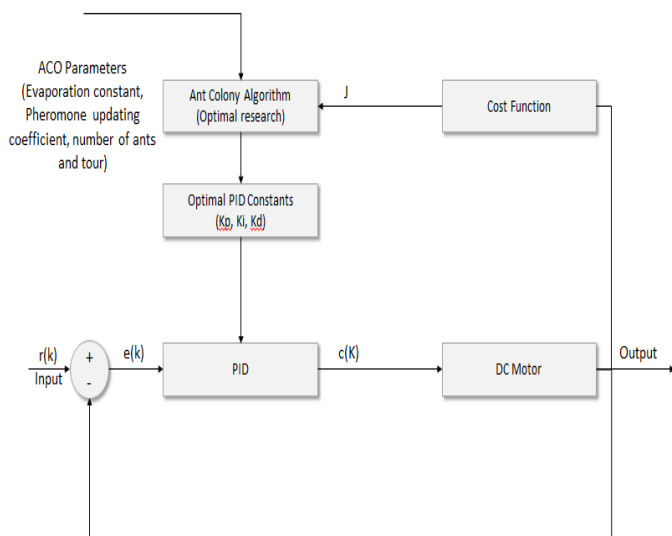 ACO Parameters
(Evaporation constant,
Pheromone updating
coefficient, number of ants
and tour)
Ant Colony Algorithm
(Optimal research)
J
Cost Function
Optimal PID Constants
(Kp, Ki, Kd)
r(k)
Input
+
-
e(k)
PID
c(K)
DC Motor
Output